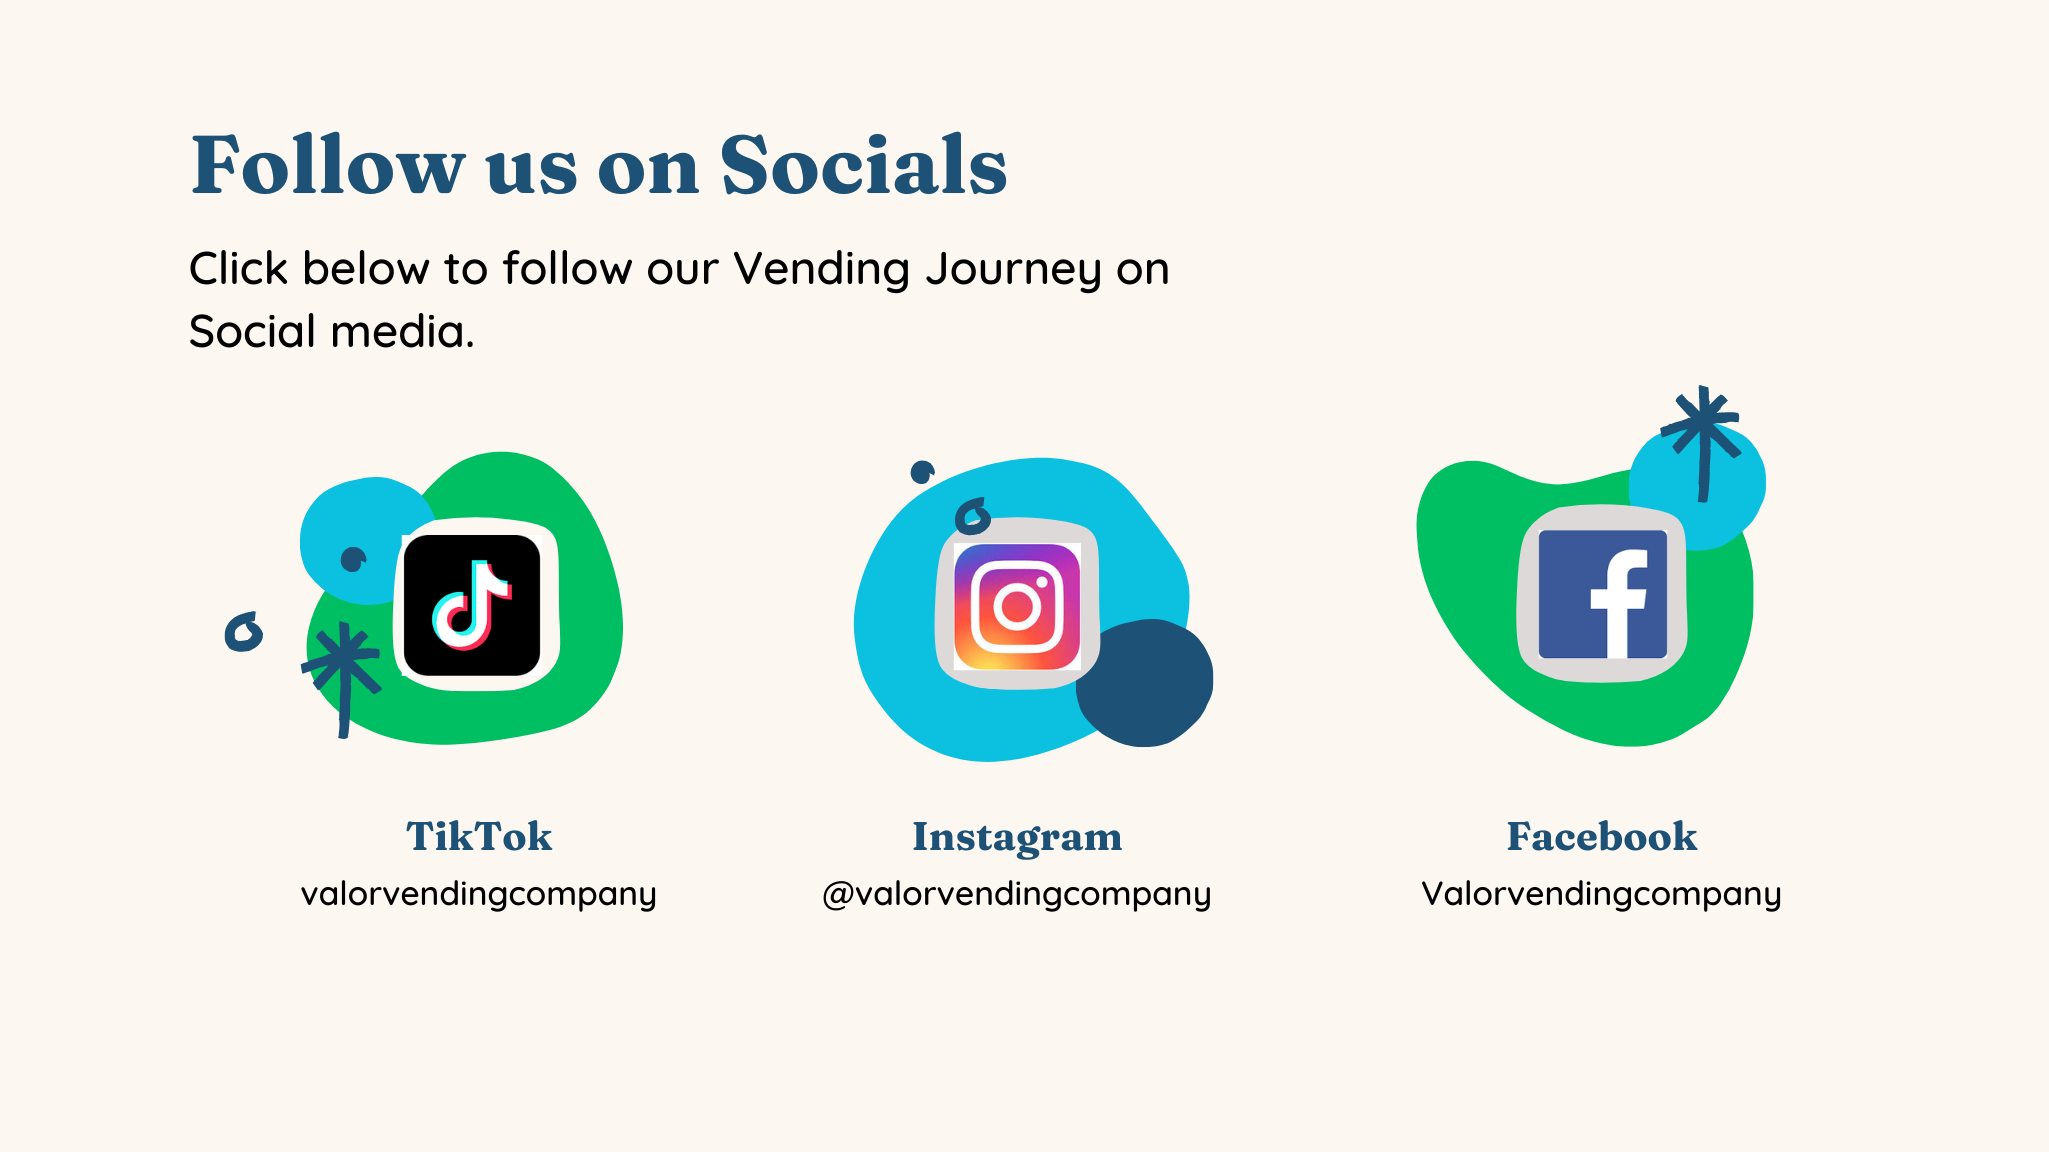 Follow us on Socials
Click below to follow our Vending Journey on
Social media.
TikTok
valorvendingcompany
Instagram
@valorvendingcompany
Facebook
Valorvendingcompany